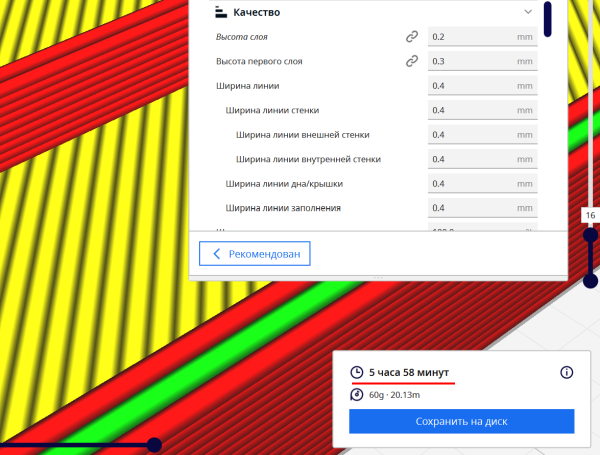 Качество
Высота слоя 0.2 mm
Высота первого слоя 0.3 mm
Ширина линии 0.4 mm
Ширина линии стенки 0.4 mm
Ширина линии внешней стенки 0.4 mm
Ширина линии внутренней стенки 0.4 mm
Ширина линии дна/крышки 0.4 mm
Ширина линии заполнения 0.4 mm
16
Рекомендован
5 часа 58 минут
60g · 20.13m
Сохранить на диск